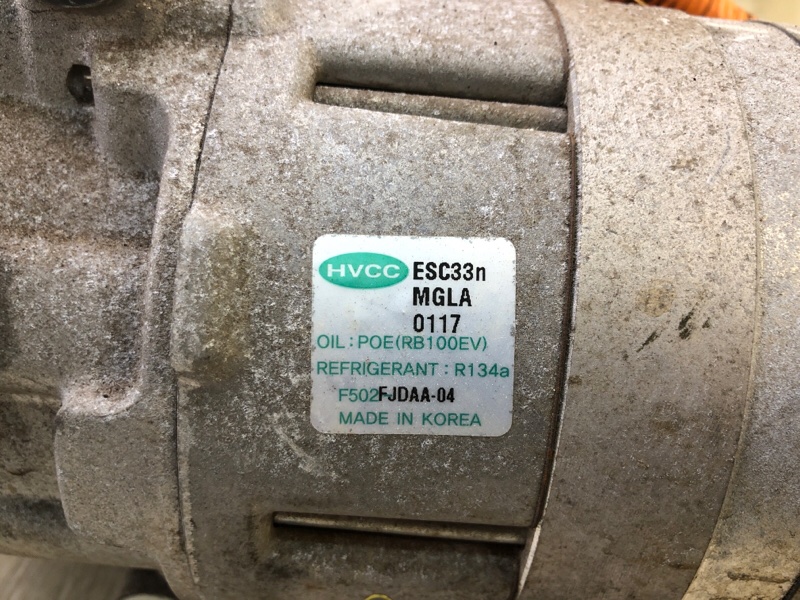 HVCC ESC33n
MGLA
0117
OIL : POE(RB100EV)
REFRIGERANT : R134a
F502FJDAA-04
MADE IN KOREA